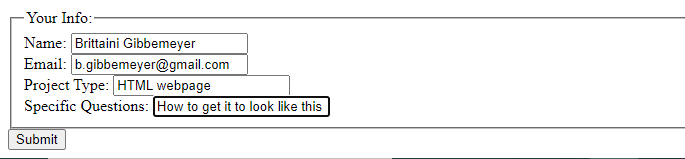 Your Info:
Name: Brittaini Gibbemeyer
Email: b.gibbemeyer@gmail.com
Project Type: HTML webpage
Specific Questions: How to get it to look like this
Submit